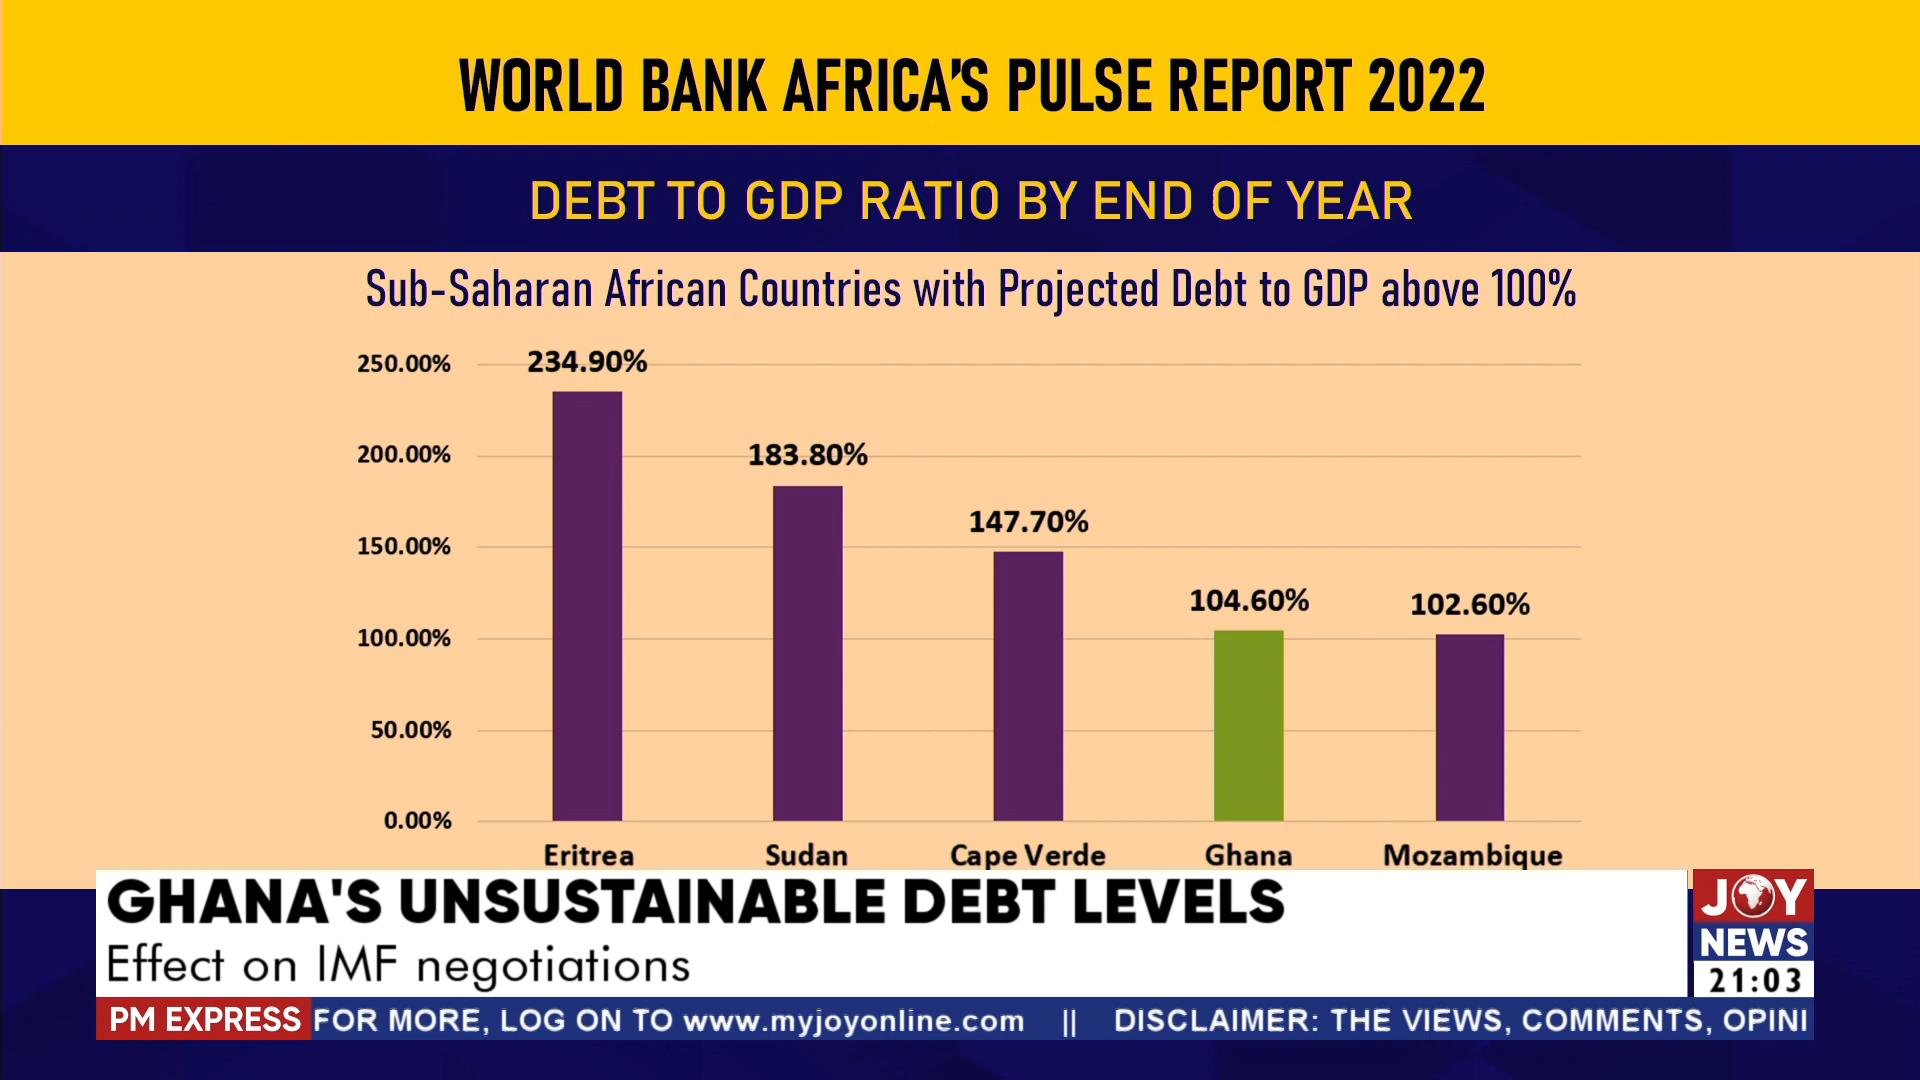 WORLD BANK AFRICA'S PULSE REPORT 2022
DEBT TO GDP RATIO BY END OF YEAR
Sub-Saharan African Countries with Projected Debt to GDP above 100%
250.00%
200.00%
150.00%
100.00%
50.00%
0.00%
234.90%
183.80%
147.70%
104.60%
102.60%
Eritrea Sudan Cape Verde Ghana Mozambique
GHANA'S UNSUSTAINABLE DEBT LEVELS
Effect on IMF negotiations
JOY
NEWS
21:03
PM EXPRESS FOR MORE, LOG ON TO www.myjoyonline.com || DISCLAIMER: THE VIEWS, COMMENTS, OPINI